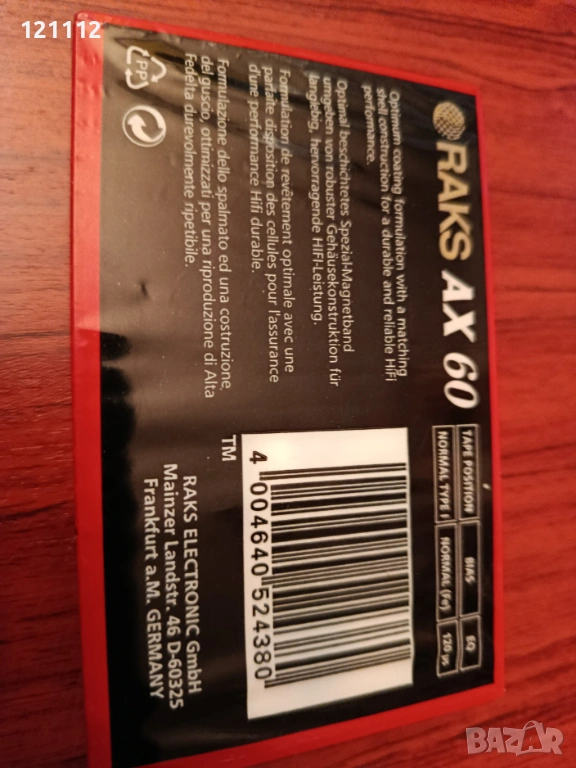 121112
RAKS AX 60
TAPE POSITION BIAS EQ
NORMAL TYPE I NORMAL (Fe) 120 µs
Optimum coating formulation with a matching
shell construction for a durable and reliable HiFi
performance.
Optimal beschichtetes Spezial-Magnetband
umgeben von robuster Gehäusekonstruktion für
langlebig, hervorragende HIFI-Leistung.
Formulation de revêtement optimale avec une
parfaite disposition des cellules pour l'assurance
d'une performance Hifi durable.
Formulazione dello spalmato ed una costruzione
del guscio, ottimizzati per una riproduzione di Alta
Fedelta durevolmente ripetibile.
PP
4 004640 524380
TM
RAKS ELECTRONIC GmbH
Mainzer Landstr. 46 D-60325
Frankfurt a.M. GERMANY
BAZAR